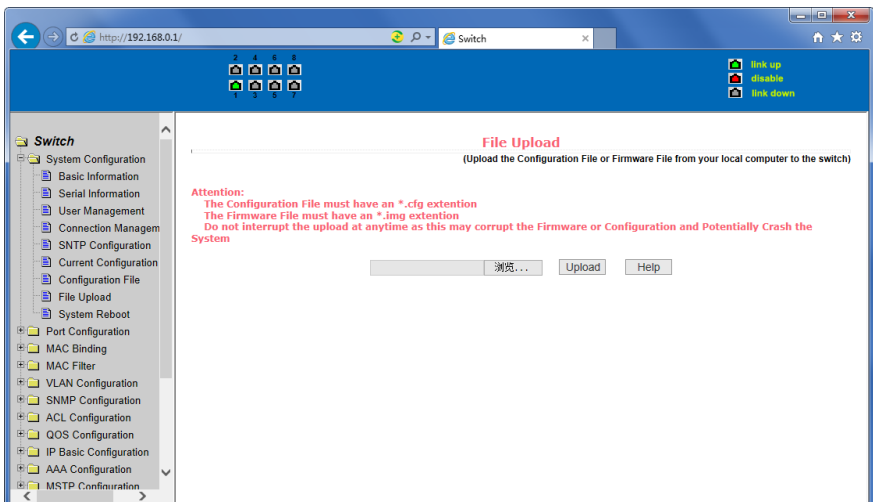 http://192.168.0.1/
Switch
2 4 6 8
1 3 5 7
link up
disable
link down
Switch
System Configuration
Basic Information
Serial Information
User Management
Connection Managem
SNTP Configuration
Current Configuration
Configuration File
File Upload
System Reboot
Port Configuration
MAC Binding
MAC Filter
VLAN Configuration
SNMP Configuration
ACL Configuration
QOS Configuration
IP Basic Configuration
AAA Configuration
MSTP Configuration
File Upload
(Upload the Configuration File or Firmware File from your local computer to the switch)
Attention:
The Configuration File must have an *.cfg extention
The Firmware File must have an *.img extention
Do not interrupt the upload at anytime as this may corrupt the Firmware or Configuration and Potentially Crash the
System
浏览... Upload Help